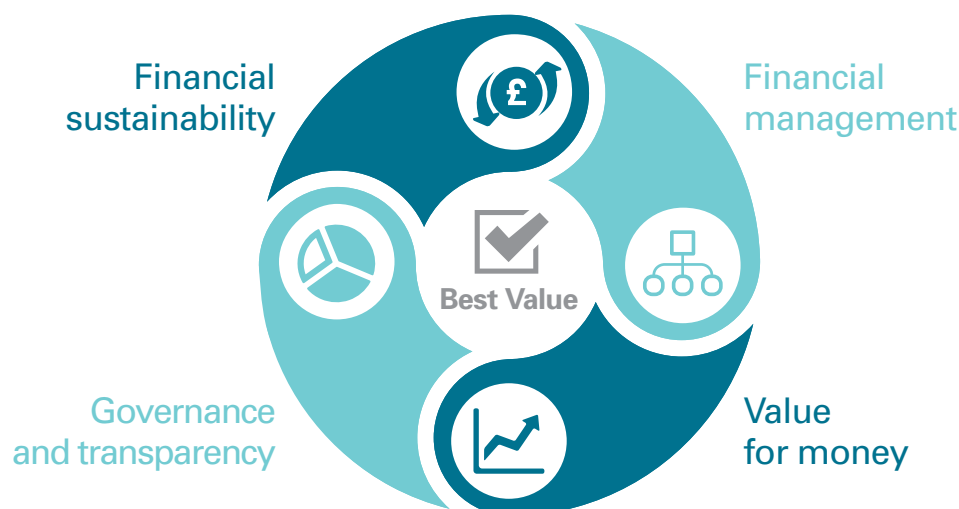 Financial
sustainability
£
Financial
management
Best Value
Governance
and transparency
Value
for money